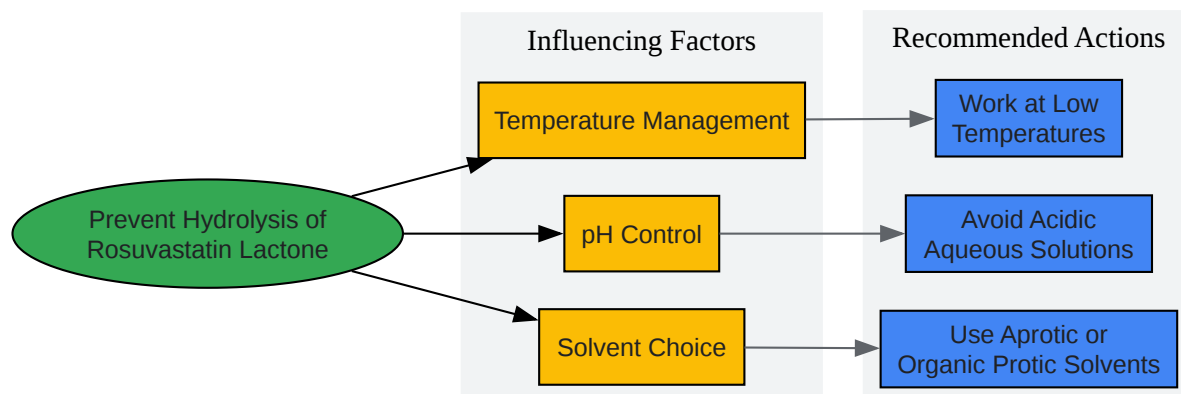 Influencing Factors
Recommended Actions
Temperature Management
Work at Low
Temperatures
Prevent Hydrolysis of
Rosuvastatin Lactone
pH Control
Avoid Acidic
Aqueous Solutions
Solvent Choice
Use Aprotic or
Organic Protic Solvents